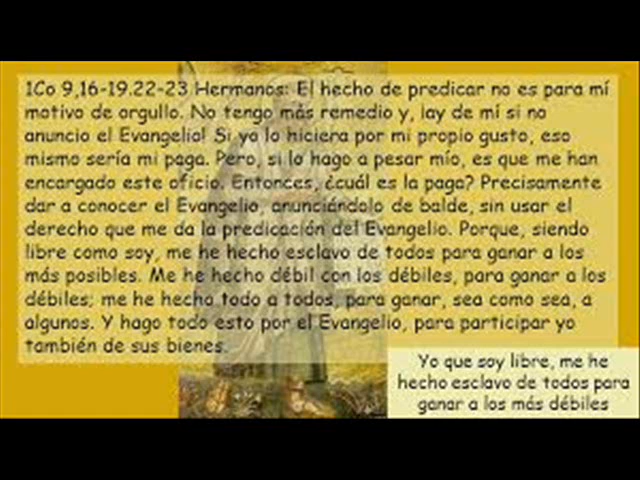 1Co 9,16-19.22-23 Hermanos: El hecho de predicar no es para mí
motivo de orgullo. No tengo más remedio y, ¡ay de mí si no
anuncio el Evangelio! Si yo lo hiciera por mi propio gusto, eso
mismo sería mi paga. Pero, si lo hago a pesar mío, es que me han
encargado este oficio. Entonces, ¿cuál es la paga? Precisamente
dar a conocer el Evangelio, anunciándolo de balde, sin usar el
derecho que me da la predicación del Evangelio. Porque, siendo
libre como soy, me he hecho esclavo de todos para ganar a los
más posibles. Me he hecho débil con los débiles, para ganar a los
débiles; me he hecho todo a todos, para ganar, sea como sea, a
algunos. Y hago todo esto por el Evangelio, para participar yo
también de sus bienes.
Yo que soy libre, me he
hecho esclavo de todos para
ganar a los más débiles